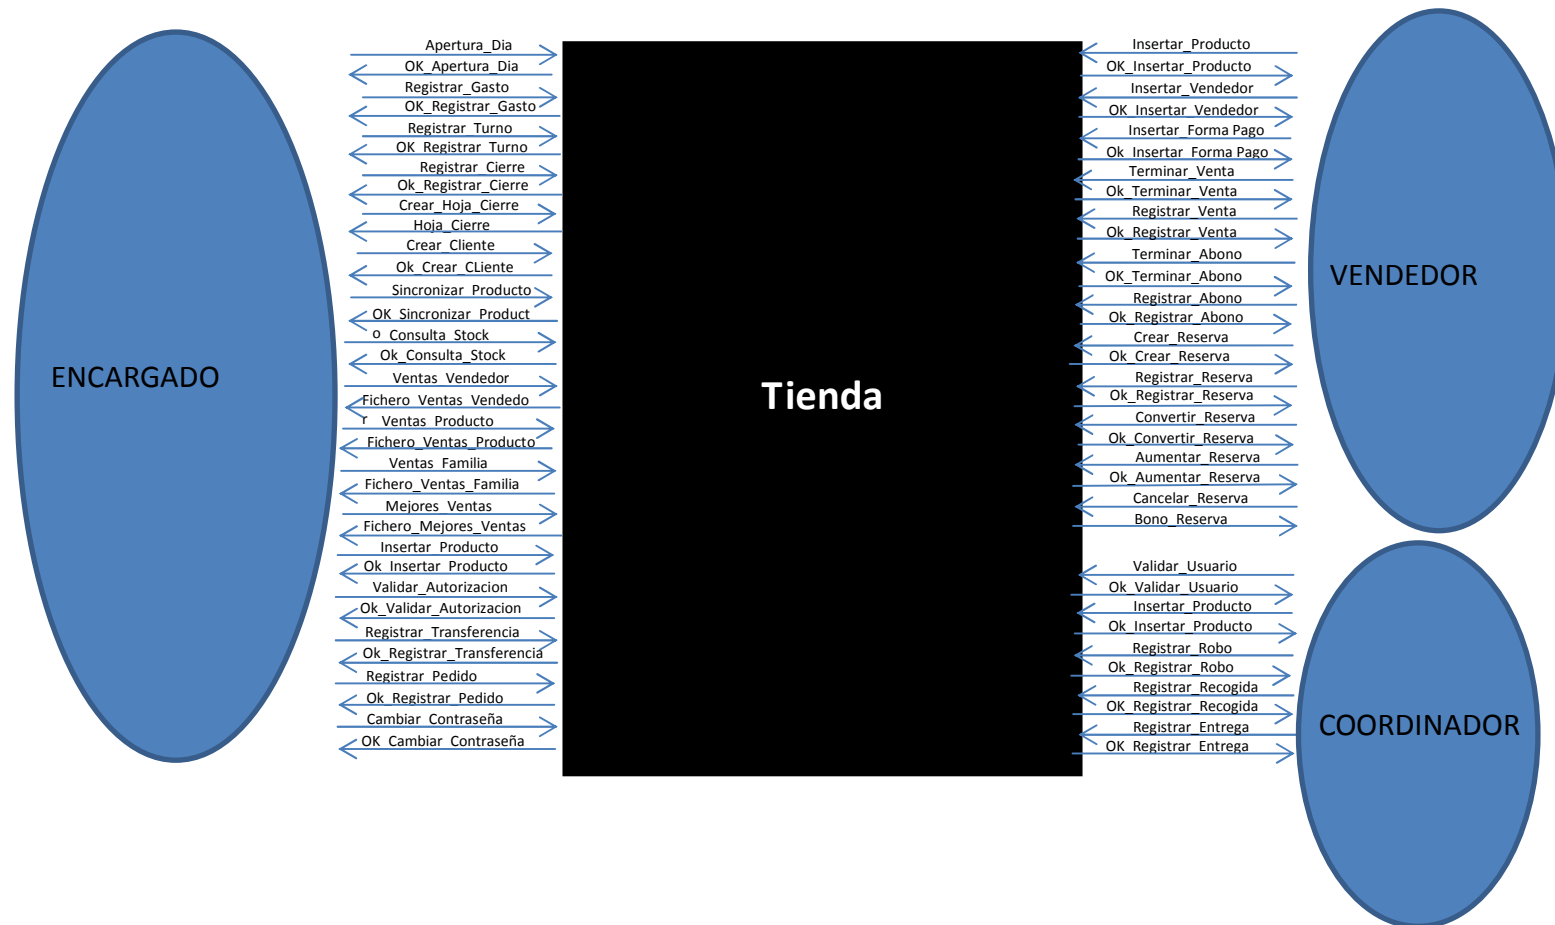 Apertura_Dia
OK_Apertura_Dia
Registrar_Gasto
OK_Registrar_Gasto
Registrar_Turno
OK_Registrar_Turno
Registrar_Cierre
Ok_Registrar_Cierre
Crear_Hoja_Cierre
Hoja_Cierre
Crear_Cliente
Ok_Crear_CLiente
Sincronizar_Producto
OK_Sincronizar_Product
o
Consulta_Stock
Ok_Consulta_Stock
Ventas_Vendedor
Fichero_Ventas_Vendedo
r
Ventas_Producto
Fichero_Ventas_Producto
Ventas_Familia
Fichero_Ventas_Familia
Mejores_Ventas
Fichero_Mejores_Ventas
Insertar_Producto
Ok_Insertar_Producto
Validar_Autorizacion
Ok_Validar_Autorizacion
Registrar_Transferencia
Ok_Registrar_Transferencia
Registrar_Pedido
Ok_Registrar_Pedido
Cambiar_Contraseña
OK_Cambiar_Contraseña
ENCARGADO
Tienda
Insertar_Producto
OK_Insertar_Producto
Insertar_Vendedor
OK_Insertar_Vendedor
Insertar_Forma Pago
Ok_Insertar_Forma Pago
Terminar_Venta
Ok_Terminar_Venta
Registrar_Venta
Ok_Registrar_Venta
Terminar_Abono
OK_Terminar_Abono
Registrar_Abono
Ok_Registrar_Abono
Crear_Reserva
Ok_Crear_Reserva
Registrar_Reserva
Ok_Registrar_Reserva
Convertir_Reserva
Ok_Convertir_Reserva
Aumentar_Reserva
Ok_Aumentar_Reserva
Cancelar_Reserva
Bono_Reserva
VENDEDOR
Validar_Usuario
Ok_Validar_Usuario
Insertar_Producto
Ok_Insertar_Producto
Registrar_Robo
Ok_Registrar_Robo
Registrar_Recogida
OK_Registrar_Recogida
Registrar_Entrega
OK_Registrar_Entrega
COORDINADOR